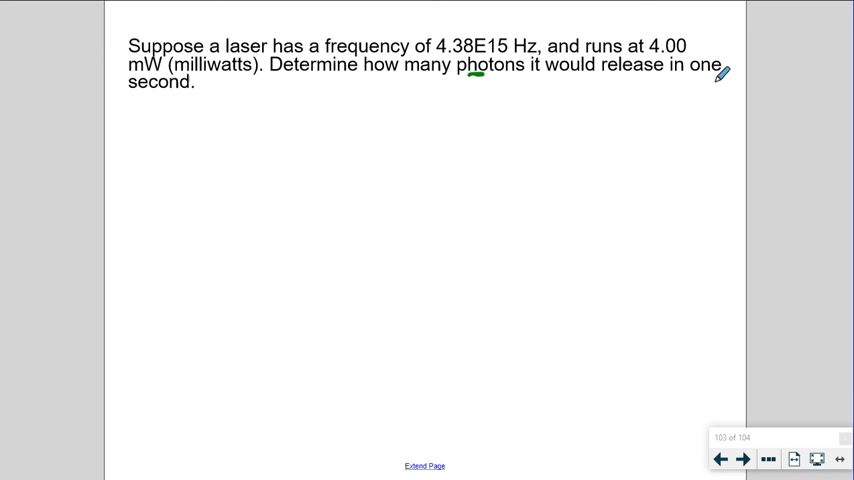 Suppose a laser has a frequency of 4.38E15 Hz, and runs at 4.00
mW (milliwatts). Determine how many photons it would release in one
second.
103 of 104
Extend Page